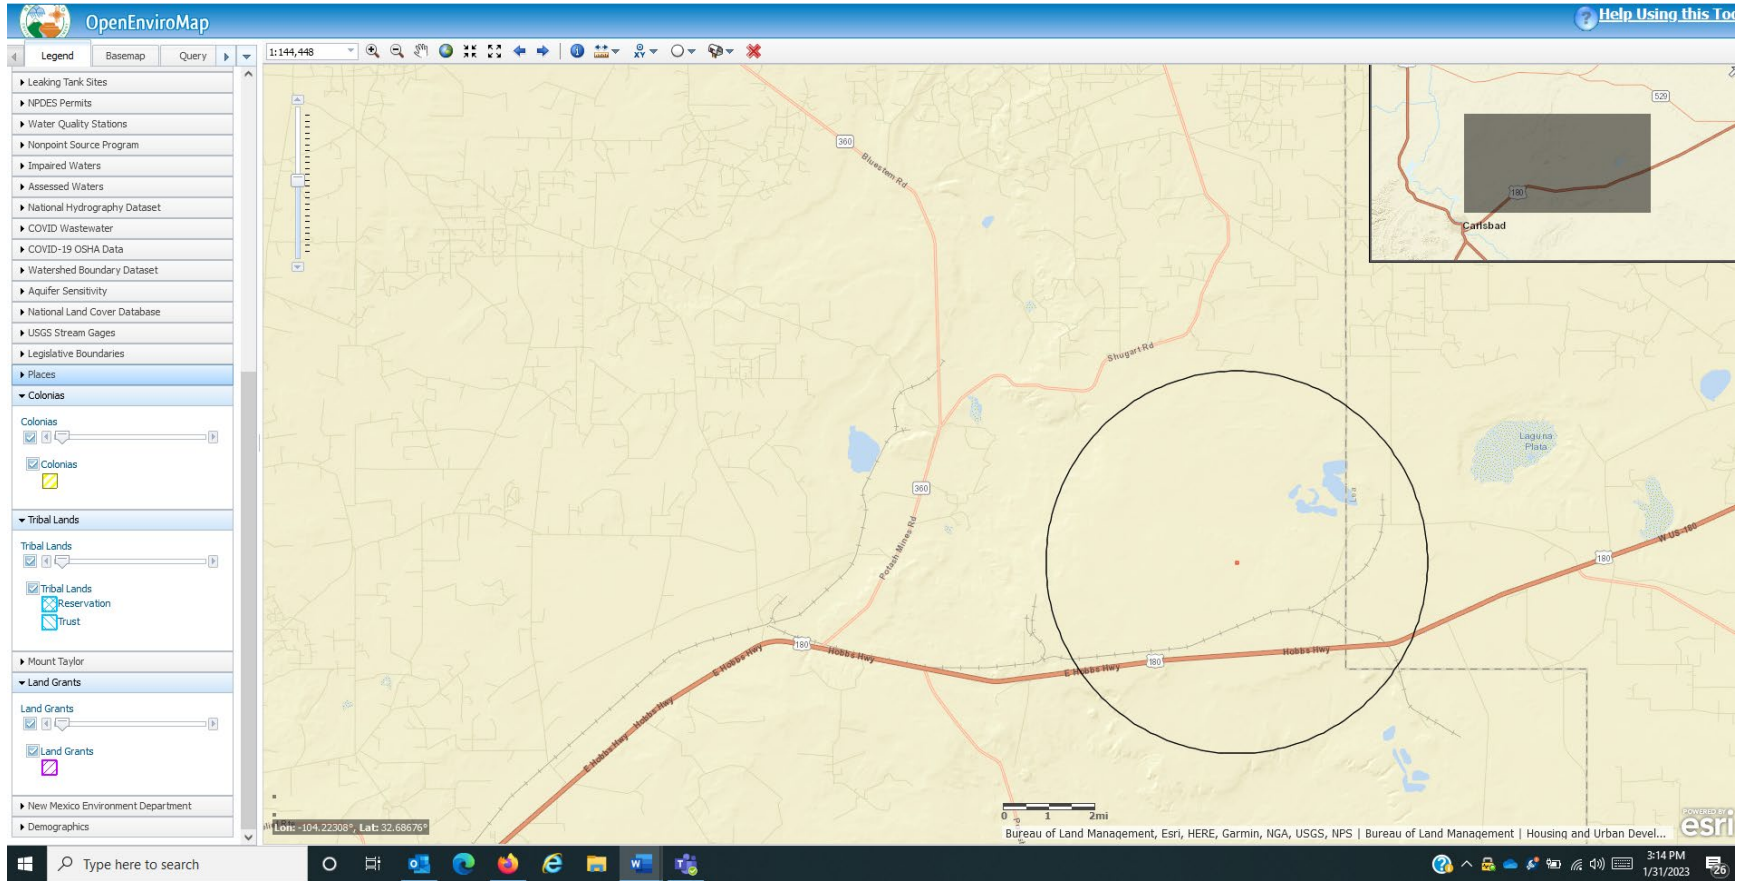 OpenEnviroMap
Help Using this Too
Legend
Basemap
Query
1:144,448
Leaking Tank Sites
NPDES Permits
Water Quality Stations
Nonpoint Source Program
Impaired Waters
Assessed Waters
National Hydrography Dataset
COVID Wastewater
COVID-19 OSHA Data
Watershed Boundary Dataset
Aquifer Sensitivity
National Land Cover Database
USGS Stream Gages
Legislative Boundaries
Places
Colonias
Colonias
Colonias
Tribal Lands
Tribal Lands
Tribal Lands
Reservation
Trust
Mount Taylor
Land Grants
Land Grants
Land Grants
New Mexico Environment Department
Demographics
360
Bluestem Rd
529
180
Carlsbad
Shugart Rd
Laguna
Plata
360
Lea
Potash Mines Rd
W US-180
180
180
Hobbs Hwy
E Hobbs Hwy
E Hobbs Hwy
180
Hobbs Hwy
Hobbs Hwy
E Hobbs Hwy
0 1 2mi
Lon: -104.22308°, Lat: 32.68676°
Bureau of Land Management, Esri, HERE, Garmin, NGA, USGS, NPS | Bureau of Land Management | Housing and Urban Devel...
POWERED BY
esri
Type here to search
3:14 PM
1/31/2023
26